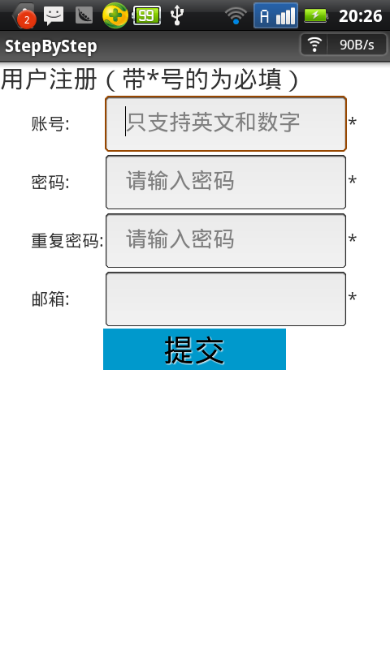 2 99 A 20:26
StepByStep 90B/s
用户注册（带*号的为必填）
账号: 只支持英文和数字 *
密码: 请输入密码 *
重复密码: 请输入密码 *
邮箱: *
提交